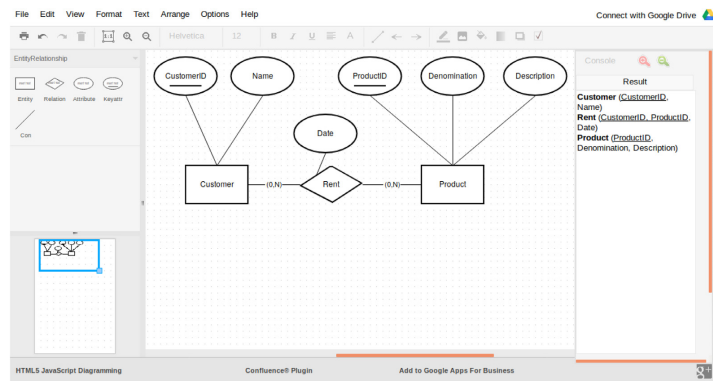 File Edit View Format Text Arrange Options Help
Connect with Google Drive
1:1
Helvetica 12 B I U A
EntityRelationship
Entity Relation Attribute Keyattr
Con
CustomerID Name ProductID Denomination Description
Date
Customer (0,N) Rent (0,N) Product
Console
Result
Customer (CustomerID,
Name)
Rent (CustomerID, ProductID,
Date)
Product (ProductID,
Denomination, Description)
HTML5 JavaScript Diagramming Confluence® Plugin Add to Google Apps For Business g+